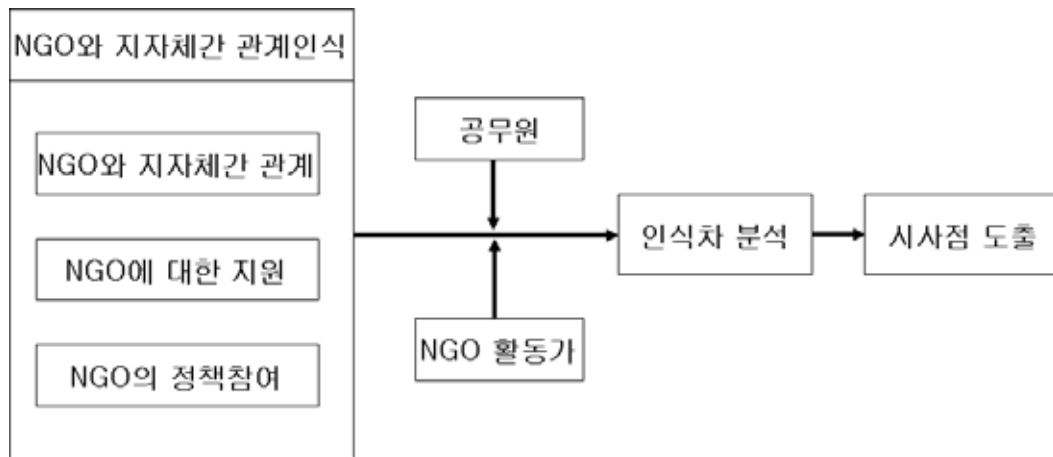 NGO와 지자체간 관계인식
NGO와 지자체간 관계
NGO에 대한 지원
NGO의 정책참여
공무원
NGO 활동가
인식차 분석
시사점 도출